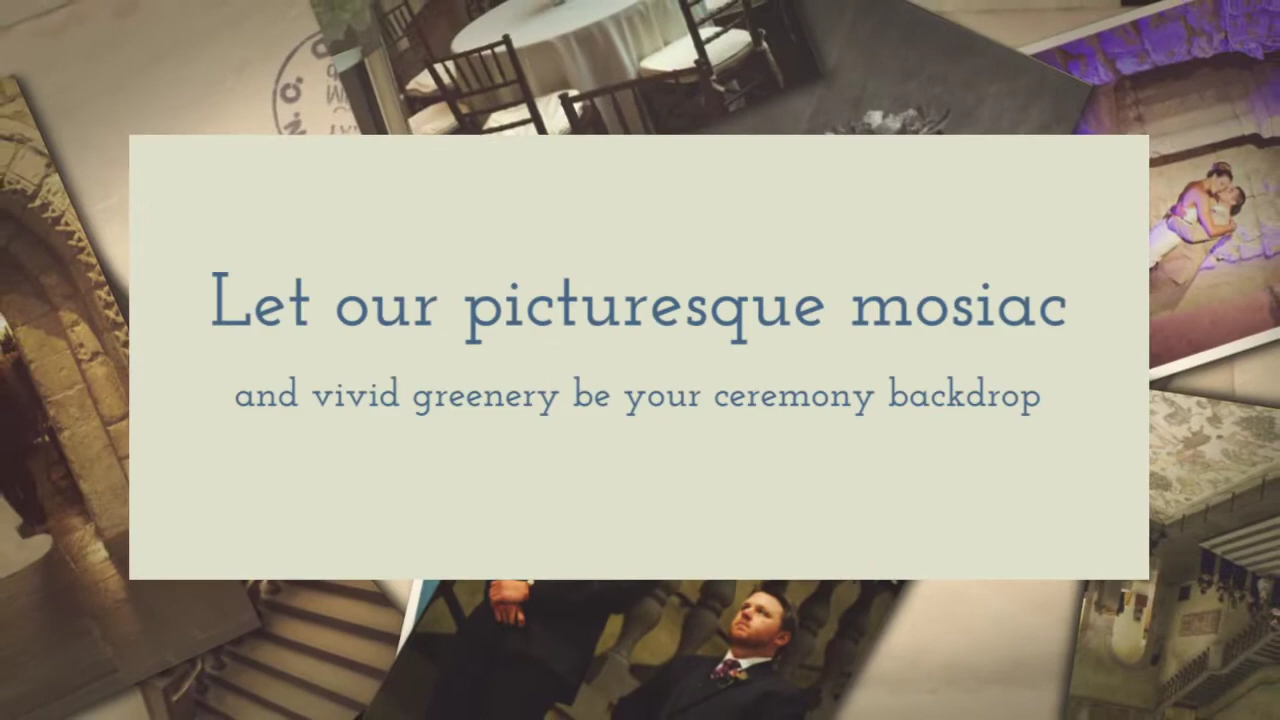 Let our picturesque mosiac
and vivid greenery be your ceremony backdrop